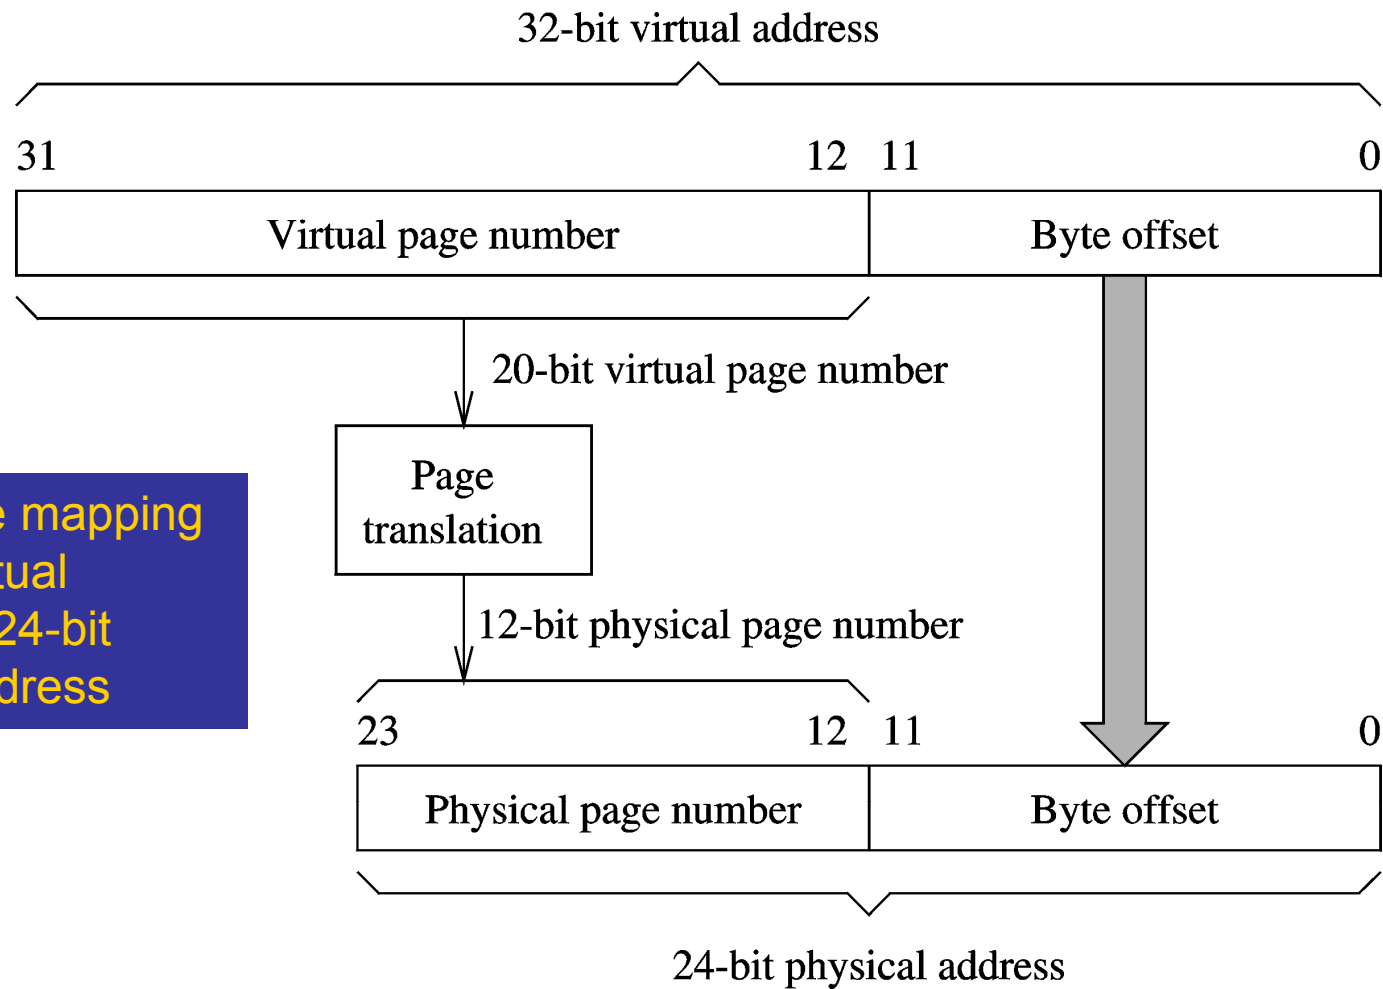 32-bit virtual address
31 12 11 0
Virtual page number Byte offset
20-bit virtual page number
Page
translation
mapping
24-bit
12-bit physical page number
23 12 11 0
Physical page number Byte offset
24-bit physical address